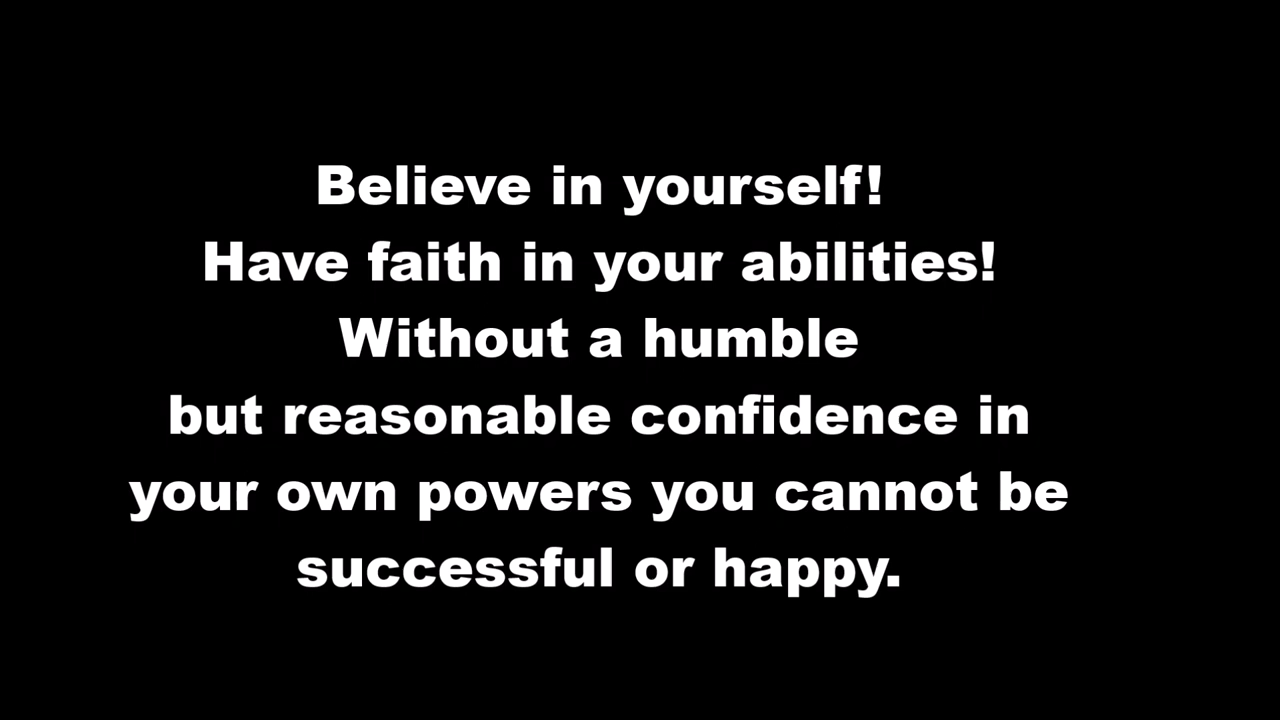 Believe in yourself!
Have faith in your abilities!
Without a humble
but reasonable confidence in
your own powers you cannot be
successful or happy.